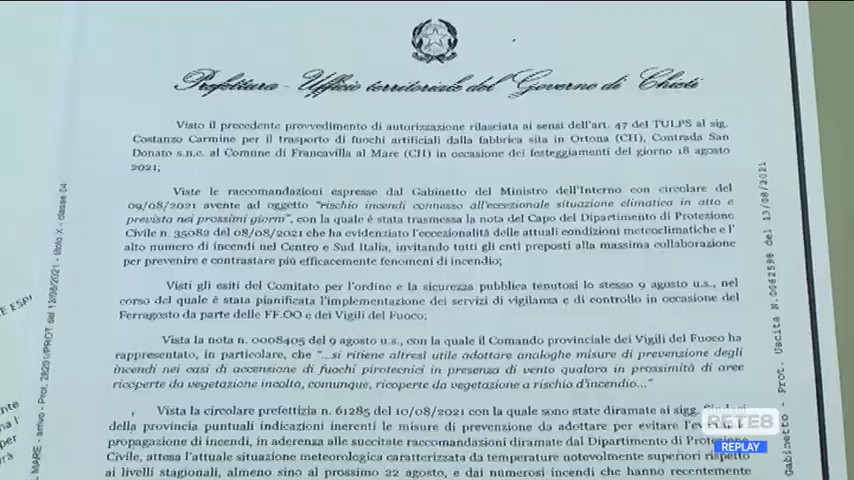 Prefettura - Ufficio territoriale del Governo di Chieti
Visto il precedente provvedimento di autorizzazione rilasciata ai sensi dell'art. 47 del TULPS al sig.
Costanzo Carmine per il trasporto di fuochi artificiali dalla fabbrica sita in Ortona (CH), Contrada San
Donato s.n.c. al Comune di Francavilla al Mare (CH) in occasione dei festeggiamenti del giorno 18 agosto
2021;
Viste le raccomandazioni espresse dal Gabinetto del Ministro dell'Interno con circolare del
09/08/2021 avente ad oggetto "rischio incendi connesso all'eccezionale situazione climatica in atto e
prevista nei prossimi giorni", con la quale è stata trasmessa la nota del Capo del Dipartimento di Protezione
Civile n. 35082 del 08/08/2021 che ha evidenziato l'eccezionalità delle attuali condizioni meteoclimatiche e l'
alto numero di incendi nel Centro e Sud Italia, invitando tutti gli enti preposti alla massima collaborazione
per prevenire e contrastare più efficacemente fenomeni di incendio;
Visti gli esiti del Comitato per l'ordine e la sicurezza pubblica tenutosi lo stesso 9 agosto u.s., nel
corso del quale è stata pianificata l'implementazione dei servizi di vigilanza e di controllo in occasione del
Ferragosto da parte delle FF.OO e dei Vigili del Fuoco;
Vista la nota n. 0008405 del 9 agosto u.s., con la quale il Comando provinciale dei Vigili del Fuoco ha
rappresentato, in particolare, che "...si ritiene altresì utile adottare analoghe misure di prevenzione degli
incendi nei casi di accensione di fuochi pirotecnici in presenza di vento qualora in prossimità di aree
ricoperte da vegetazione incolta, comunque, ricoperte da vegetazione a rischio d'incendio..."
Vista la circolare prefettizia n. 61285 del 10/08/2021 con la quale sono state diramate ai sigg.
della provincia puntuali indicazioni inerenti le misure di prevenzione da adottare per evitare
propagazione di incendi, in aderenza alle succitate raccomandazioni diramate dal Dipartimento di
Civile, attesa l'attuale situazione meteorologica caratterizzata da temperature notevolmente superiori rispetto
ai livelli stagionali, almeno sino al prossimo 22 agosto, e dai numerosi incendi che hanno recentemente
L MARE - arrivo - Prot. 28291/PROT del 13/08/2021 - titolo X - classe 04
Gabinetto - Prot. Uscita N.0062598 del 13/08/2021
RETE8
REPLAY